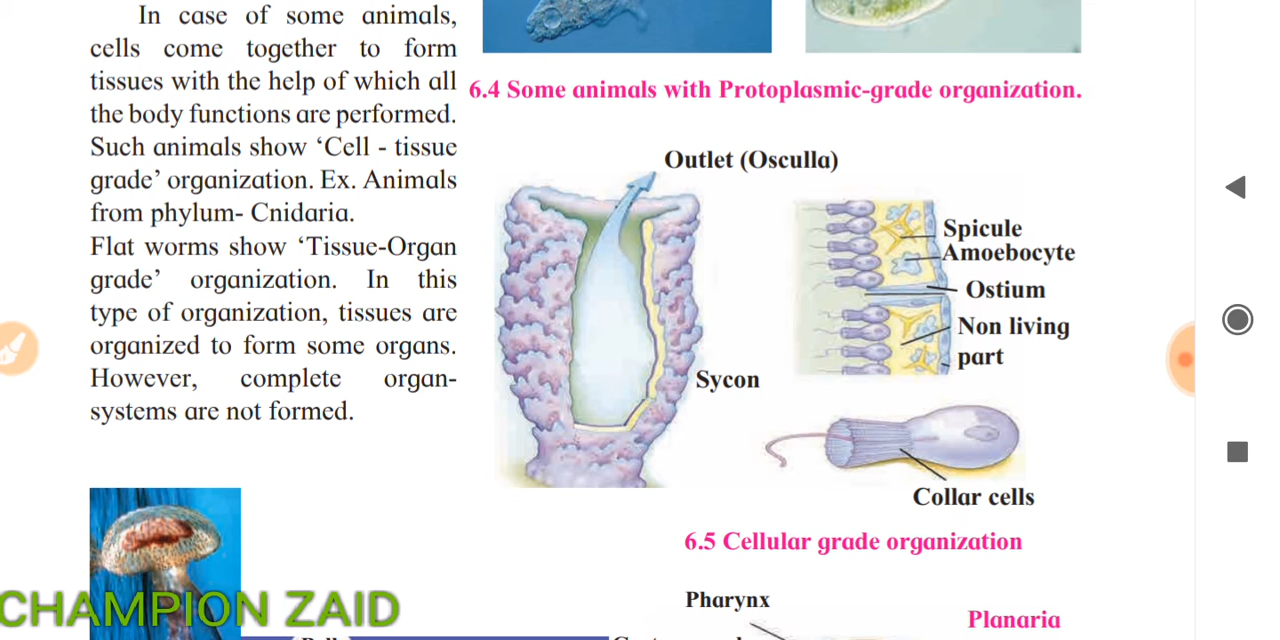 In case of some animals,
cells come together to form
tissues with the help of which all
the body functions are performed.
Such animals show ‘Cell - tissue
grade’ organization. Ex. Animals
from phylum- Cnidaria.
Flat worms show ‘Tissue-Organ
grade’ organization. In this
type of organization, tissues are
organized to form some organs.
However, complete organ-
systems are not formed.
6.4 Some animals with Protoplasmic-grade organization.
Outlet (Osculla)
Spicule
Amoebocyte
Ostium
Non living
part
Sycon
Collar cells
6.5 Cellular grade organization
Pharynx
Planaria
CHAMPION ZAID